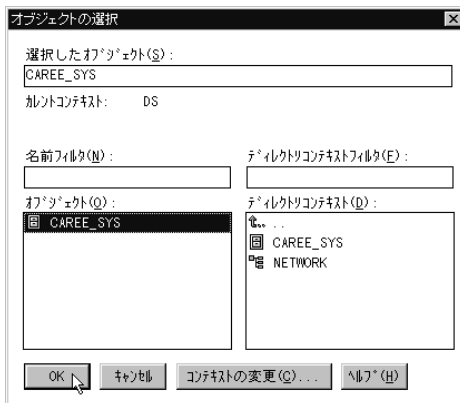 オブジェクトの選択
選択したｵﾌﾞｼﾞｪｸﾄ(S):
CAREE_SYS
ｶﾚﾝﾄｺﾝﾃｷｽﾄ: DS
名前ﾌｨﾙﾀ(N): ﾃﾞｨﾚｸﾄﾘｺﾝﾃｷｽﾄﾌｨﾙﾀ(F):
ｵﾌﾞｼﾞｪｸﾄ(O): ﾃﾞｨﾚｸﾄﾘｺﾝﾃｷｽﾄ(D):
CAREE_SYS
..
CAREE_SYS
NETWORK
OK ｷｬﾝｾﾙ ｺﾝﾃｷｽﾄの変更(C)... ﾍﾙﾌﾟ(H)